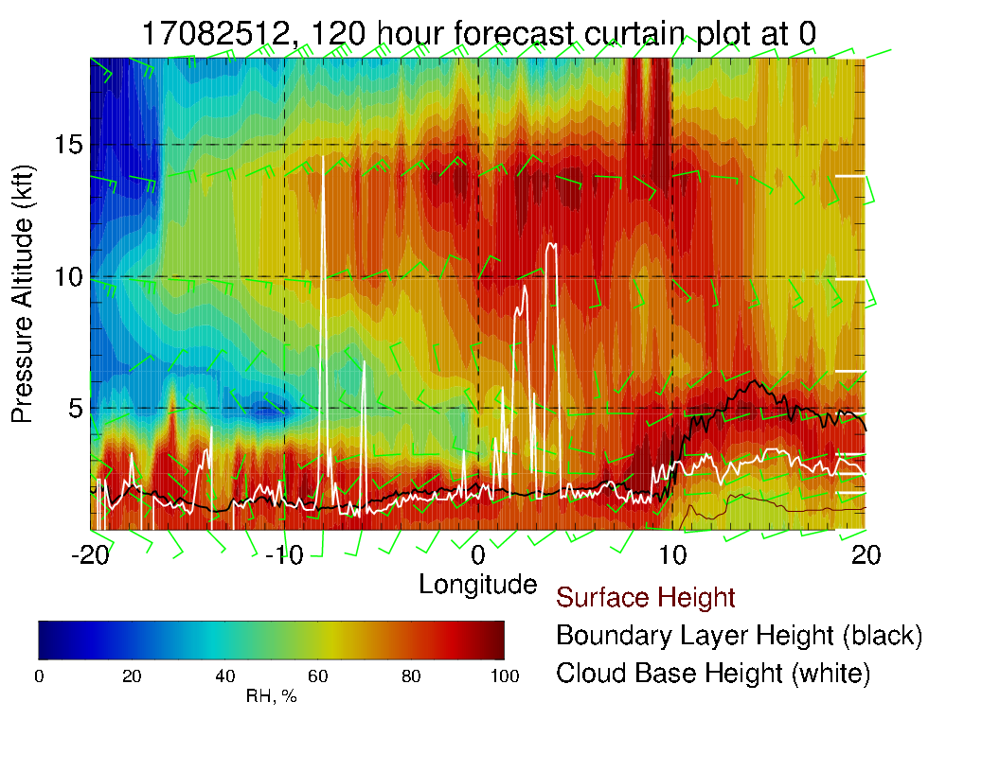 17082512, 120 hour forecast curtain plot at 0
Pressure Altitude (kft)
15
10
5
-20 -10 0 10 20
Longitude
Surface Height
Boundary Layer Height (black)
Cloud Base Height (white)
0 20 40 60 80 100
RH, %